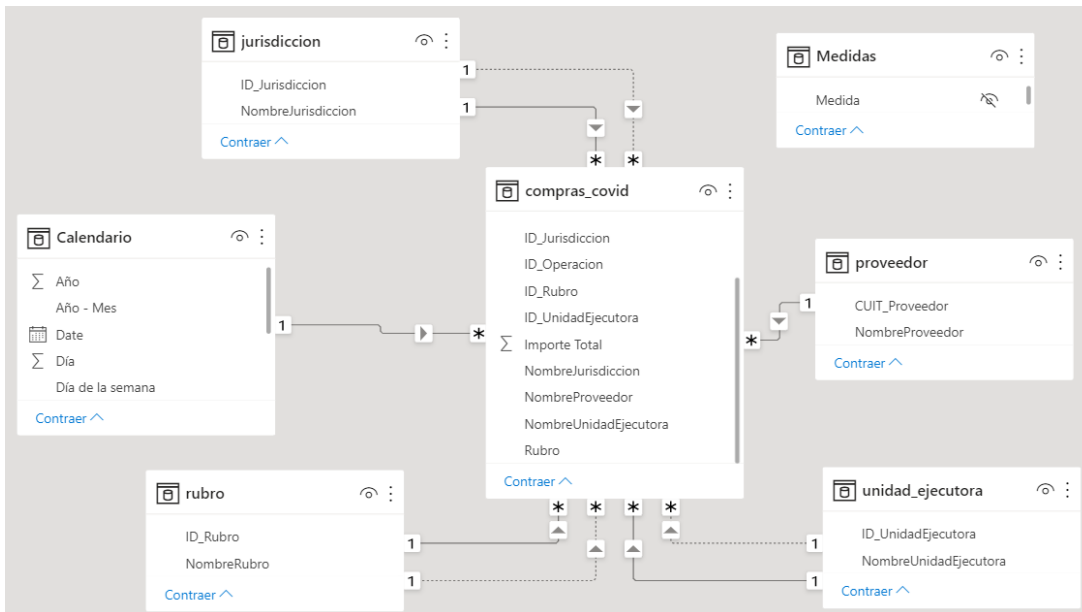 jurisdiccion
ID_Jurisdiccion
NombreJurisdiccion
Contraer
1
1
*
*
Medidas
Medida
Contraer
compras_covid
ID_Jurisdiccion
ID_Operacion
ID_Rubro
ID_UnidadEjecutora
Σ Importe Total
NombreJurisdiccion
NombreProveedor
NombreUnidadEjecutora
Rubro
Contraer
Calendario
Σ Año
Año - Mes
Date
Σ Día
Día de la semana
Contraer
1
*
proveedor
CUIT_Proveedor
NombreProveedor
Contraer
1
*
rubro
ID_Rubro
NombreRubro
Contraer
1
1
*
*
*
*
unidad_ejecutora
ID_UnidadEjecutora
NombreUnidadEjecutora
Contraer
1
1